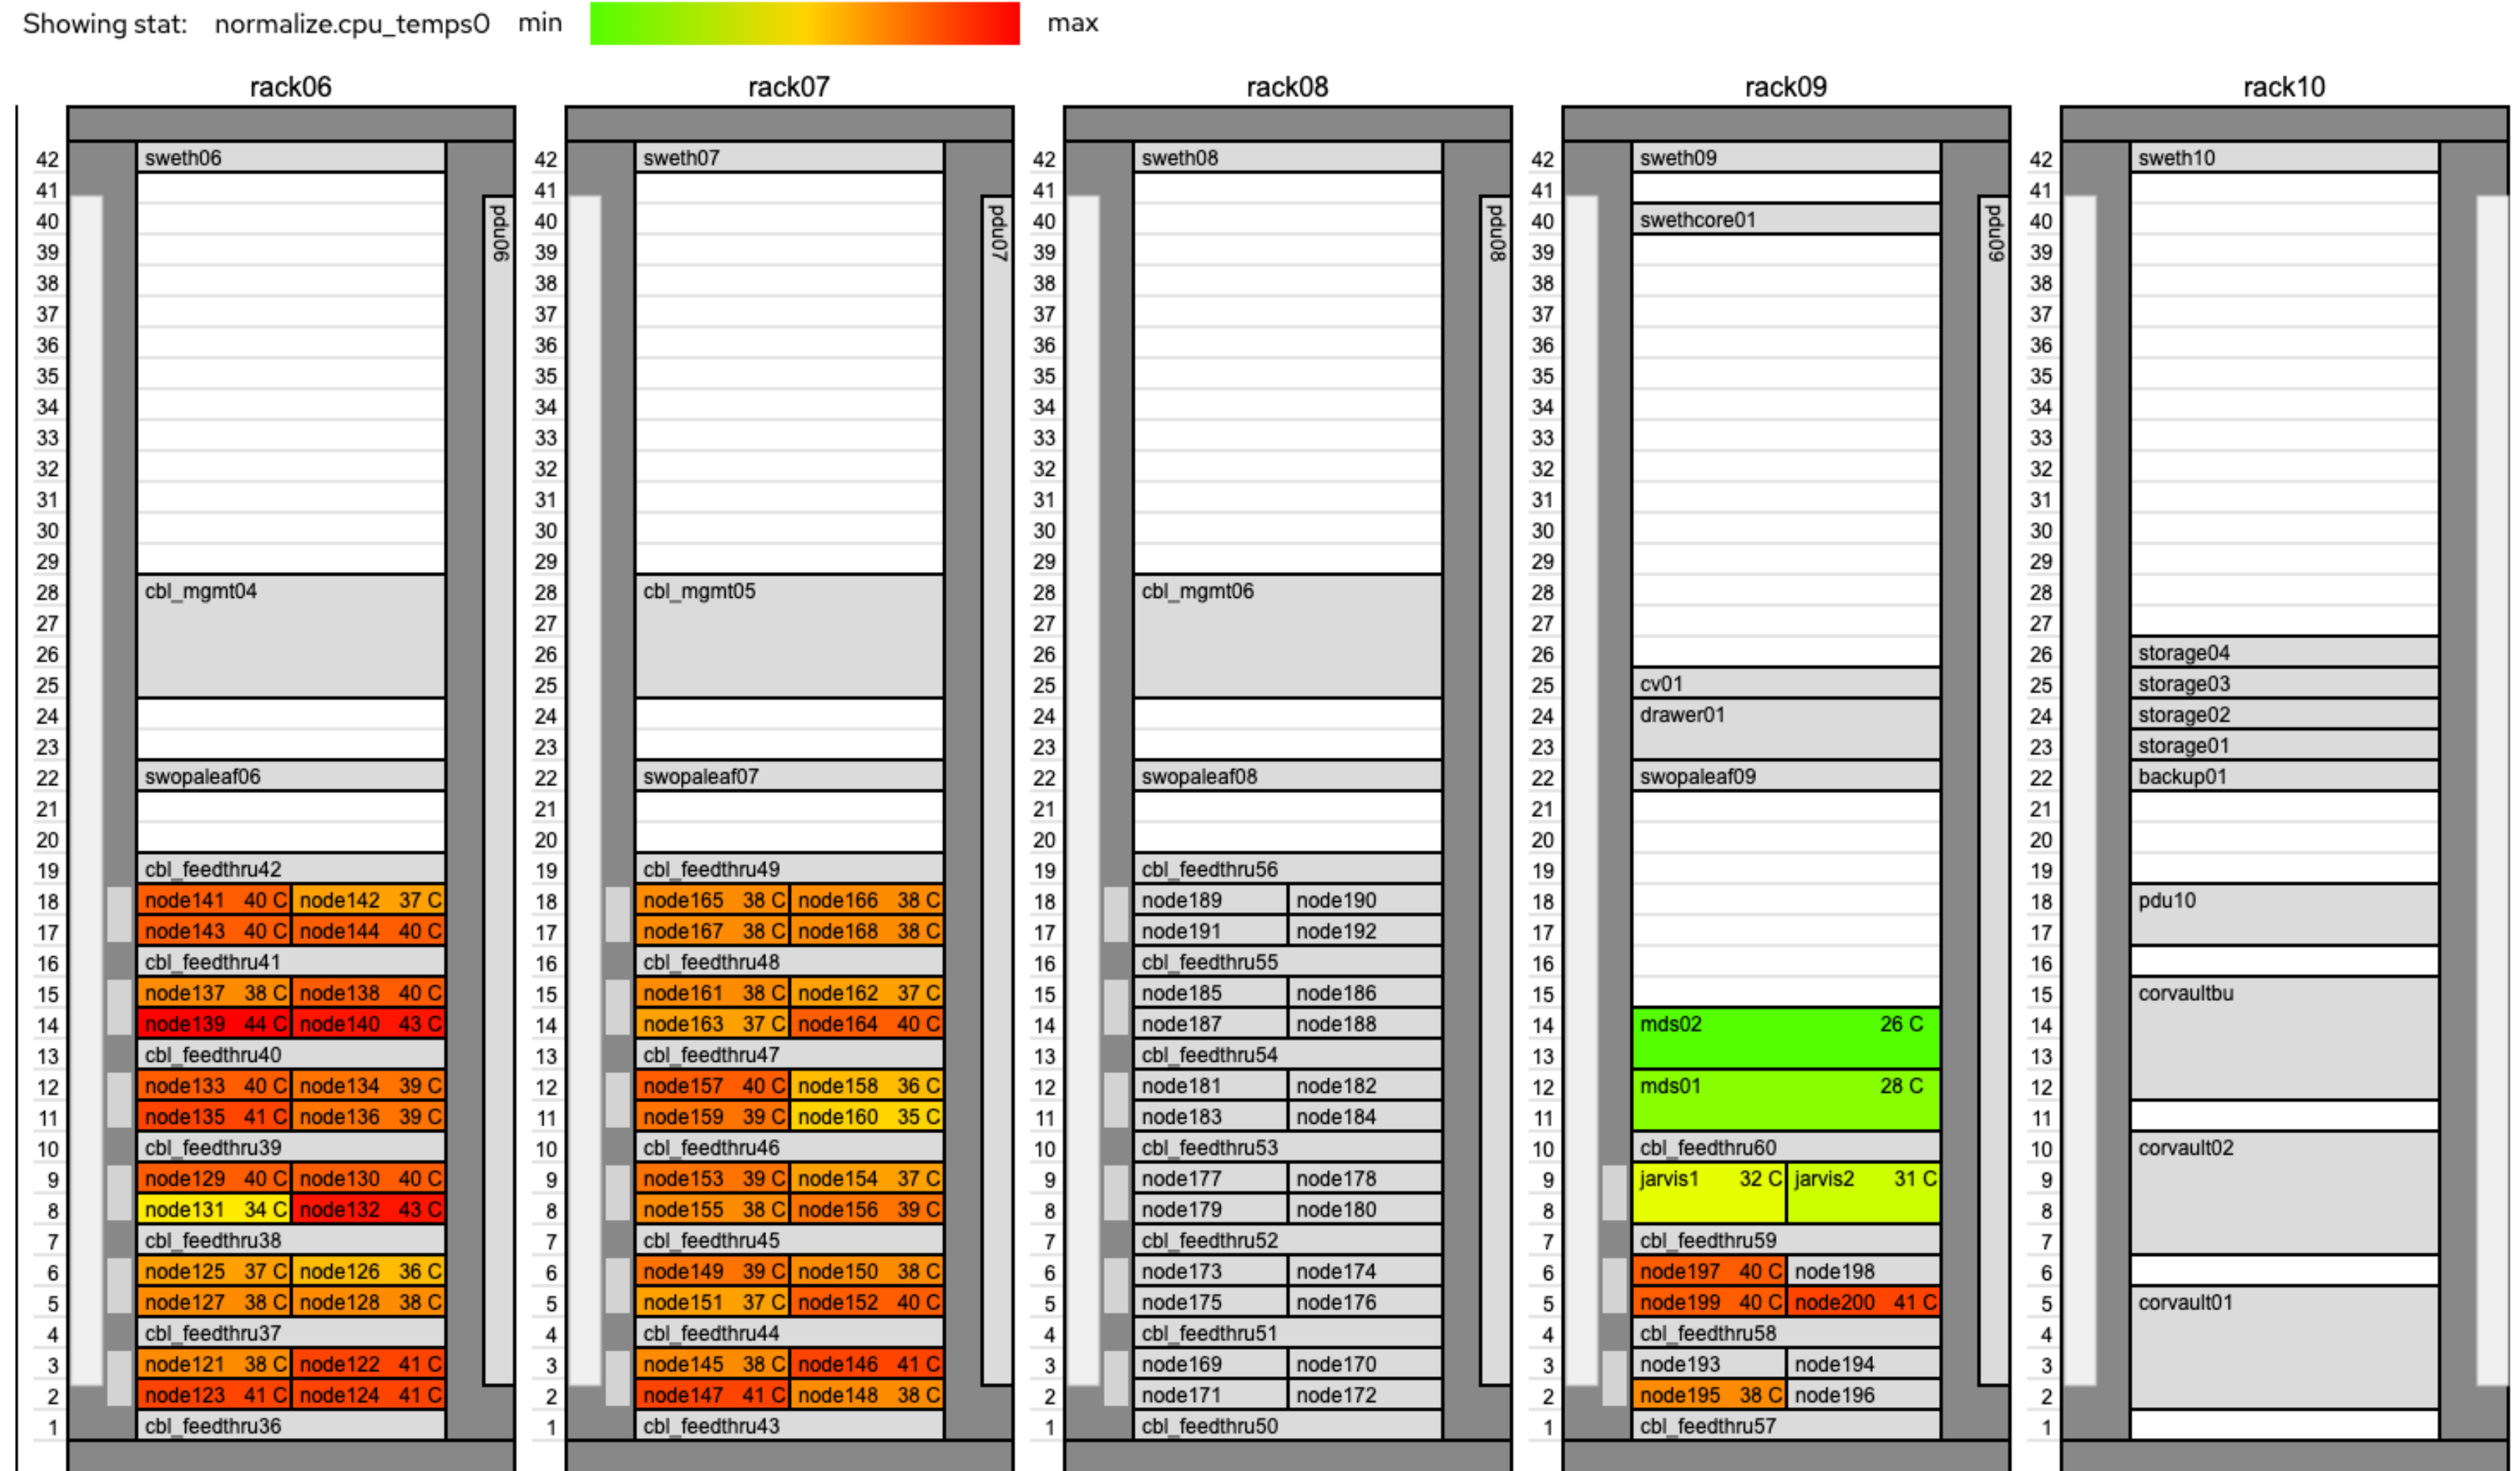 Showing stat: normalize.cpu_temps0 min max
rack06
42 sweth06
41
40
39
38
37
36
35
34
33
32
31
30
29
28 cbl_mgmt04
27
26
25
24
23
22 swopaleaf06
21
20
19 cbl_feedthru42
18 node141 40 C node142 37 C
17 node143 40 C node144 40 C
16 cbl_feedthru41
15 node137 38 C node138 40 C
14 node139 44 C node140 43 C
13 cbl_feedthru40
12 node133 40 C node134 39 C
11 node135 41 C node136 39 C
10 cbl_feedthru39
9 node129 40 C node130 40 C
8 node131 34 C node132 43 C
7 cbl_feedthru38
6 node125 37 C node126 36 C
5 node127 38 C node128 38 C
4 cbl_feedthru37
3 node121 38 C node122 41 C
2 node123 41 C node124 41 C
1 cbl_feedthru36
pdu06
rack07
42 sweth07
41
40
39
38
37
36
35
34
33
32
31
30
29
28 cbl_mgmt05
27
26
25
24
23
22 swopaleaf07
21
20
19 cbl_feedthru49
18 node165 38 C node166 38 C
17 node167 38 C node168 38 C
16 cbl_feedthru48
15 node161 38 C node162 37 C
14 node163 37 C node164 40 C
13 cbl_feedthru47
12 node157 40 C node158 36 C
11 node159 39 C node160 35 C
10 cbl_feedthru46
9 node153 39 C node154 37 C
8 node155 38 C node156 39 C
7 cbl_feedthru45
6 node149 39 C node150 38 C
5 node151 37 C node152 40 C
4 cbl_feedthru44
3 node145 38 C node146 41 C
2 node147 41 C node148 38 C
1 cbl_feedthru43
pdu07
rack08
42 sweth08
41
40
39
38
37
36
35
34
33
32
31
30
29
28 cbl_mgmt06
27
26
25
24
23
22 swopaleaf08
21
20
19 cbl_feedthru56
18 node189 node190
17 node191 node192
16 cbl_feedthru55
15 node185 node186
14 node187 node188
13 cbl_feedthru54
12 node181 node182
11 node183 node184
10 cbl_feedthru53
9 node177 node178
8 node179 node180
7 cbl_feedthru52
6 node173 node174
5 node175 node176
4 cbl_feedthru51
3 node169 node170
2 node171 node172
1 cbl_feedthru50
pdu08
rack09
42 sweth09
41
40 swethcore01
39
38
37
36
35
34
33
32
31
30
29
28
27
26
25 cv01
24 drawer01
23
22 swopaleaf09
21
20
19
18
17
16
15
14 mds02 26 C
13
12 mds01 28 C
11
10 cbl_feedthru60
9 jarvis1 32 C jarvis2 31 C
8
7 cbl_feedthru59
6 node197 40 C node198
5 node199 40 C node200 41 C
4 cbl_feedthru58
3 node193 node194
2 node195 38 C node196
1 cbl_feedthru57
pdu09
rack10
42 sweth10
41
40
39
38
37
36
35
34
33
32
31
30
29
28
27
26 storage04
25 storage03
24 storage02
23 storage01
22 backup01
21
20
19
18 pdu10
17
16
15 corvaultbu
14
13
12
11
10 corvault02
9
8
7
6
5 corvault01
4
3
2
1